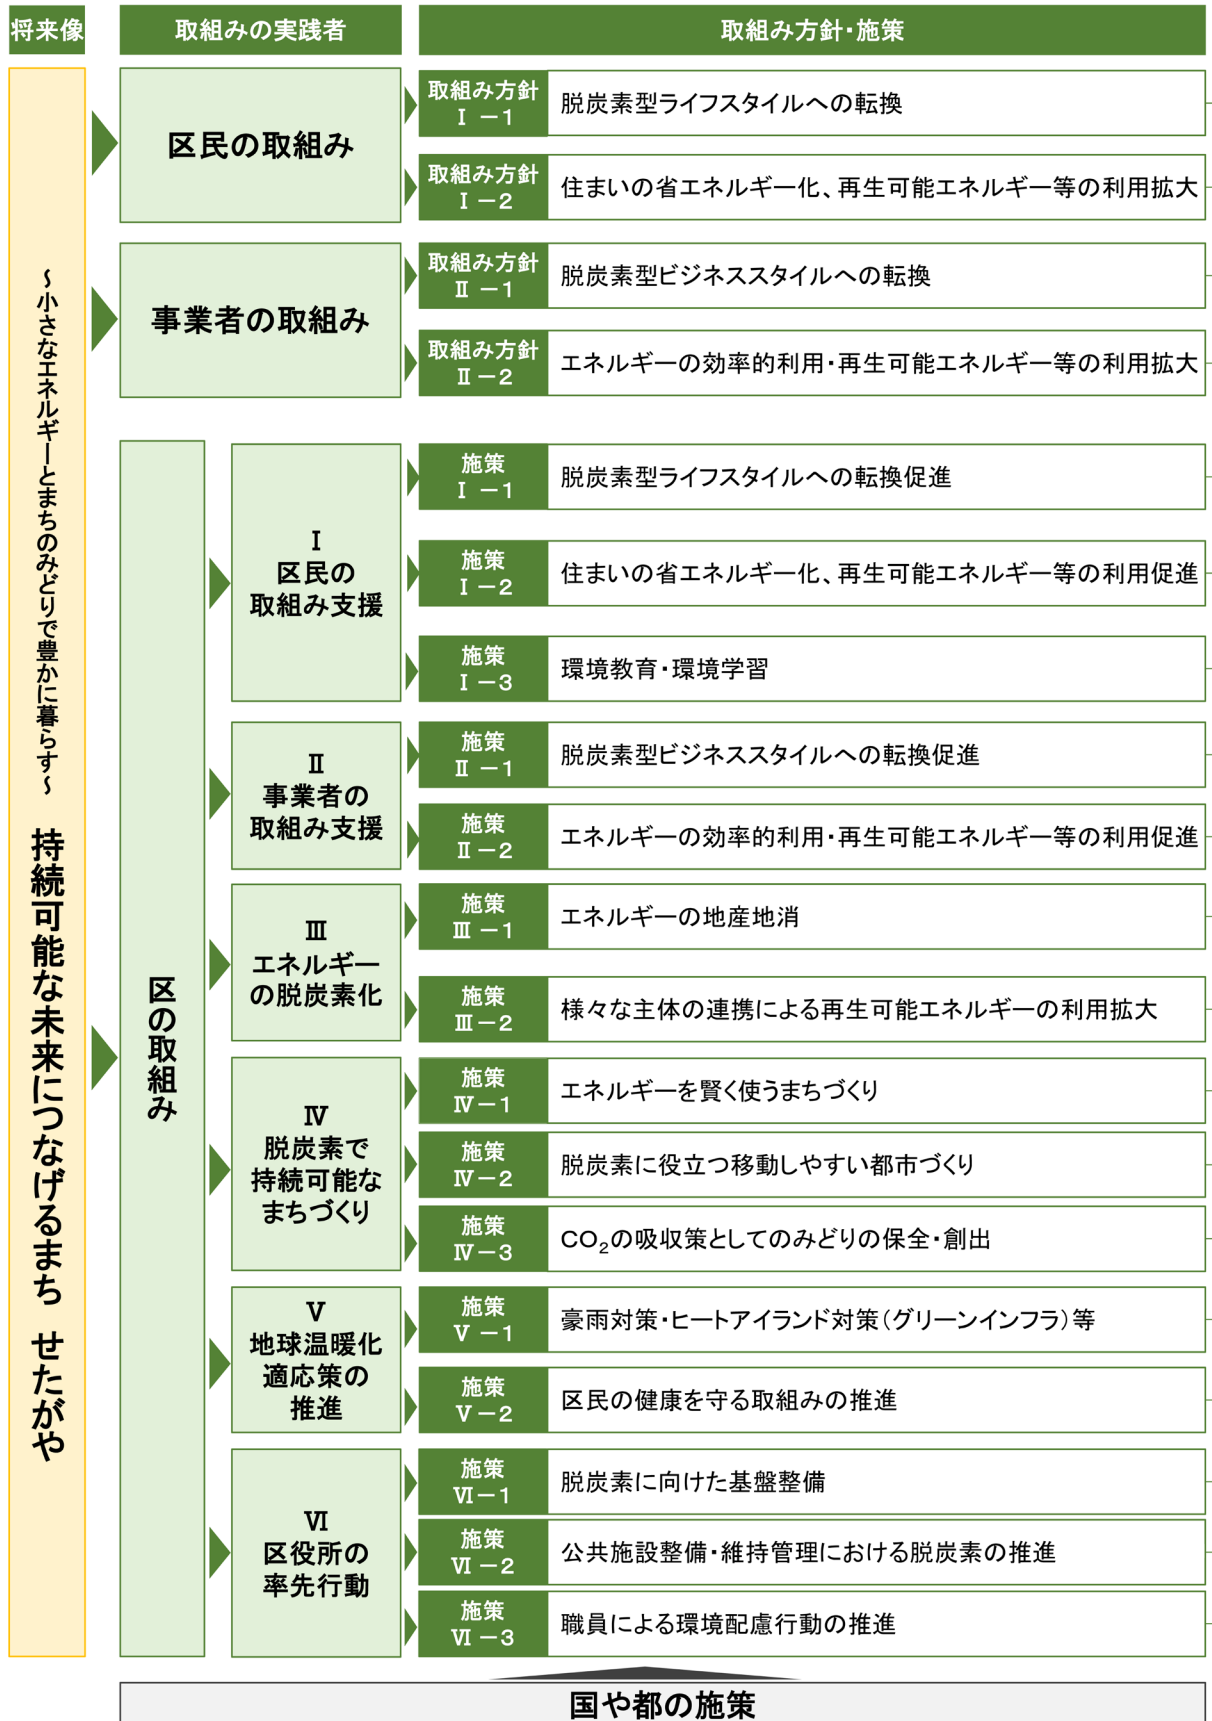 将来像
取組みの実践者
取組み方針・施策
～小さなエネルギーとまちのみどりで豊かに暮らす～
持続可能な未来につなげるまち せたがや
区民の取組み
取組み方針
Ⅰ－1
脱炭素型ライフスタイルへの転換
取組み方針
Ⅰ－2
住まいの省エネルギー化、再生可能エネルギー等の利用拡大
事業者の取組み
取組み方針
Ⅱ－1
脱炭素型ビジネススタイルへの転換
取組み方針
Ⅱ－2
エネルギーの効率的利用・再生可能エネルギー等の利用拡大
区の取組み
Ⅰ
区民の
取組み支援
施策
Ⅰ－1
脱炭素型ライフスタイルへの転換促進
施策
Ⅰ－2
住まいの省エネルギー化、再生可能エネルギー等の利用促進
施策
Ⅰ－3
環境教育・環境学習
Ⅱ
事業者の
取組み支援
施策
Ⅱ－1
脱炭素型ビジネススタイルへの転換促進
施策
Ⅱ－2
エネルギーの効率的利用・再生可能エネルギー等の利用促進
Ⅲ
エネルギー
の脱炭素化
施策
Ⅲ－1
エネルギーの地産地消
施策
Ⅲ－2
様々な主体の連携による再生可能エネルギーの利用拡大
Ⅳ
脱炭素で
持続可能な
まちづくり
施策
Ⅳ－1
エネルギーを賢く使うまちづくり
施策
Ⅳ－2
脱炭素に役立つ移動しやすい都市づくり
施策
Ⅳ－3
CO₂の吸収策としてのみどりの保全・創出
Ⅴ
地球温暖化
適応策の
推進
施策
Ⅴ－1
豪雨対策・ヒートアイランド対策（グリーンインフラ）等
施策
Ⅴ－2
区民の健康を守る取組みの推進
Ⅵ
区役所の
率先行動
施策
Ⅵ－1
脱炭素に向けた基盤整備
施策
Ⅵ－2
公共施設整備・維持管理における脱炭素の推進
施策
Ⅵ－3
職員による環境配慮行動の推進
国や都の施策